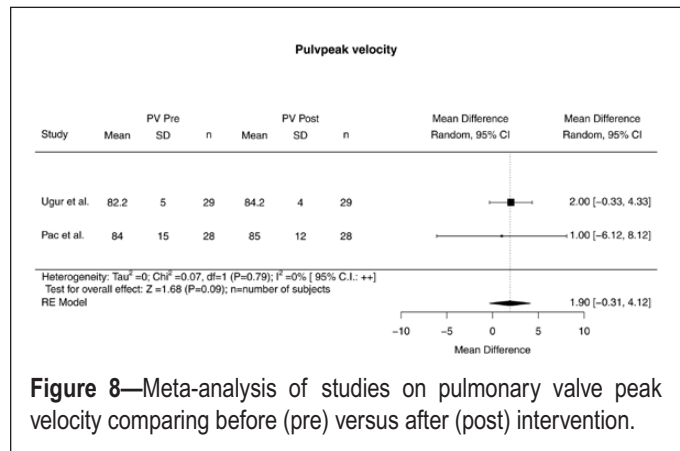 Pulvpeak velocity
PV Pre PV Post Mean Difference Mean Difference
Study Mean SD n Mean SD n Random, 95% CI Random, 95% CI
Ugur et al. 82.2 5 29 84.2 4 29 2.00 [−0.33, 4.33]
Pac et al. 84 15 28 85 12 28 1.00 [−6.12, 8.12]
Heterogeneity: Tau² =0; Chi² =0.07, df=1 (P=0.79); I² =0% [ 95% C.I.: ++]
Test for overall effect: Z =1.68 (P=0.09); n=number of subjects
RE Model 1.90 [−0.31, 4.12]
−10 −5 0 5 10
Mean Difference
Figure 8—Meta-analysis of studies on pulmonary valve peak
velocity comparing before (pre) versus after (post) intervention.